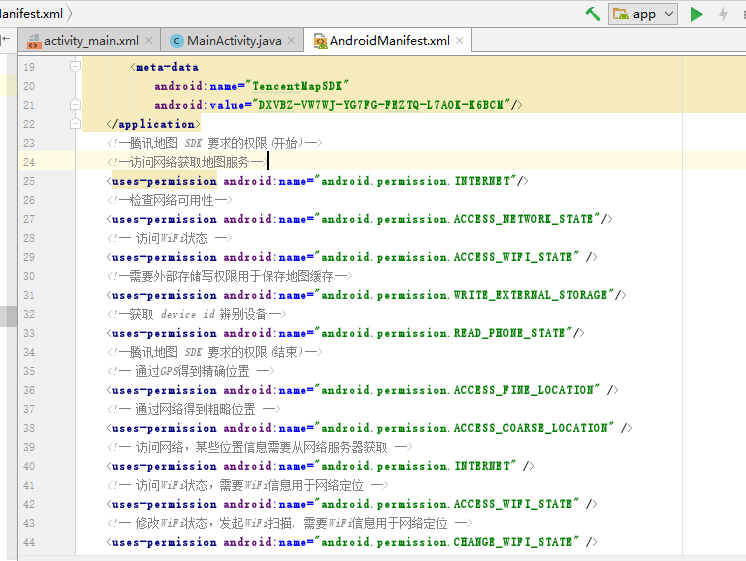 Manifest.xml
app
activity_main.xml
MainActivity.java
AndroidManifest.xml
19 <meta-data
20 android:name="TencentMapSDK"
21 android:value="DXVBZ-VW7WJ-YG7FG-FEZTQ-L7AOK-K6BCM"/>
22 </application>
23 <!—腾讯地图 SDK 要求的权限(开始)—>
24 <!—访问网络获取地图服务—>
25 <uses-permission android:name="android.permission.INTERNET"/>
26 <!—检查网络可用性—>
27 <uses-permission android:name="android.permission.ACCESS_NETWORK_STATE"/>
28 <!— 访问WiFi状态 —>
29 <uses-permission android:name="android.permission.ACCESS_WIFI_STATE" />
30 <!—需要外部存储写权限用于保存地图缓存—>
31 <uses-permission android:name="android.permission.WRITE_EXTERNAL_STORAGE"/>
32 <!—获取 device id 辨别设备—>
33 <uses-permission android:name="android.permission.READ_PHONE_STATE"/>
34 <!—腾讯地图 SDK 要求的权限(结束)—>
35 <!— 通过GPS得到精确位置 —>
36 <uses-permission android:name="android.permission.ACCESS_FINE_LOCATION" />
37 <!— 通过网络得到粗略位置 —>
38 <uses-permission android:name="android.permission.ACCESS_COARSE_LOCATION" />
39 <!— 访问网络，某些位置信息需要从网络服务器获取 —>
40 <uses-permission android:name="android.permission.INTERNET" />
41 <!— 访问WiFi状态，需要WiFi信息用于网络定位 —>
42 <uses-permission android:name="android.permission.ACCESS_WIFI_STATE" />
43 <!— 修改WiFi状态，发起WiFi扫描, 需要WiFi信息用于网络定位 —>
44 <uses-permission android:name="android.permission.CHANGE_WIFI_STATE" />